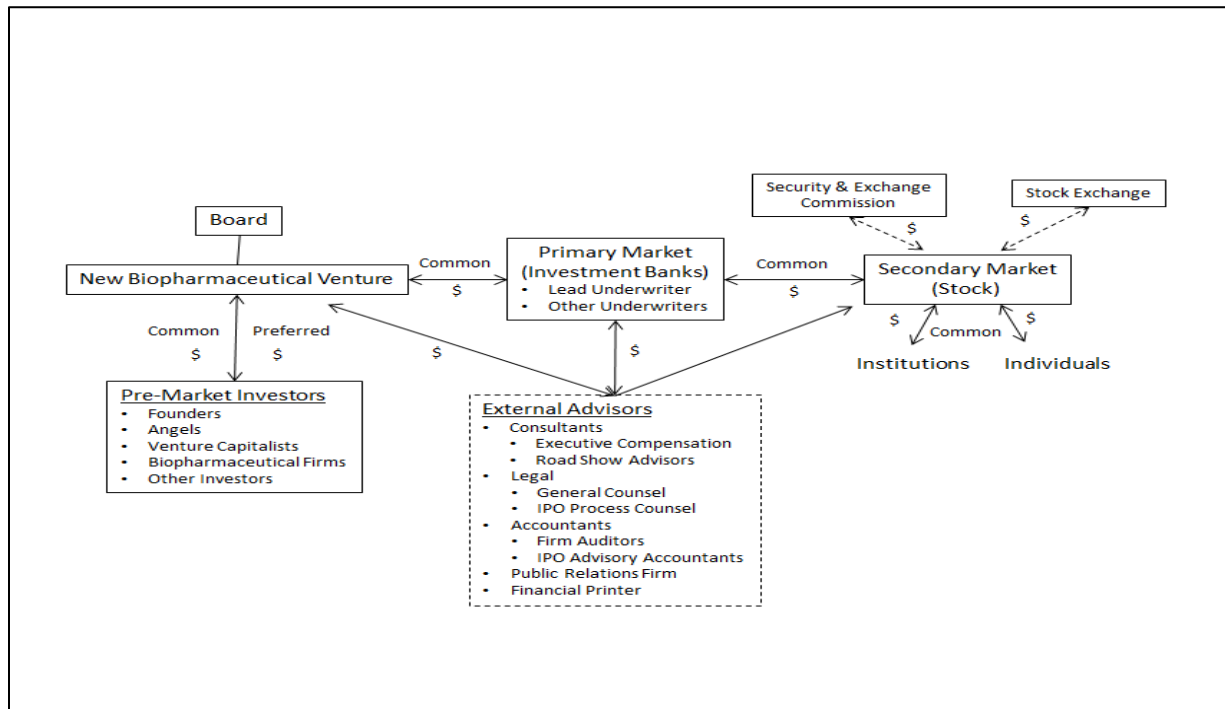 Board
New Biopharmaceutical Venture
Common
$
Primary Market
(Investment Banks)
• Lead Underwriter
• Other Underwriters
Common
$
Security & Exchange
Commission
$
Stock Exchange
$
Secondary Market
(Stock)
$
Common
$
Institutions
Individuals
Common
$
Preferred
$
$
$
$
Pre-Market Investors
• Founders
• Angels
• Venture Capitalists
• Biopharmaceutical Firms
• Other Investors
External Advisors
• Consultants
• Executive Compensation
• Road Show Advisors
• Legal
• General Counsel
• IPO Process Counsel
• Accountants
• Firm Auditors
• IPO Advisory Accountants
• Public Relations Firm
• Financial Printer